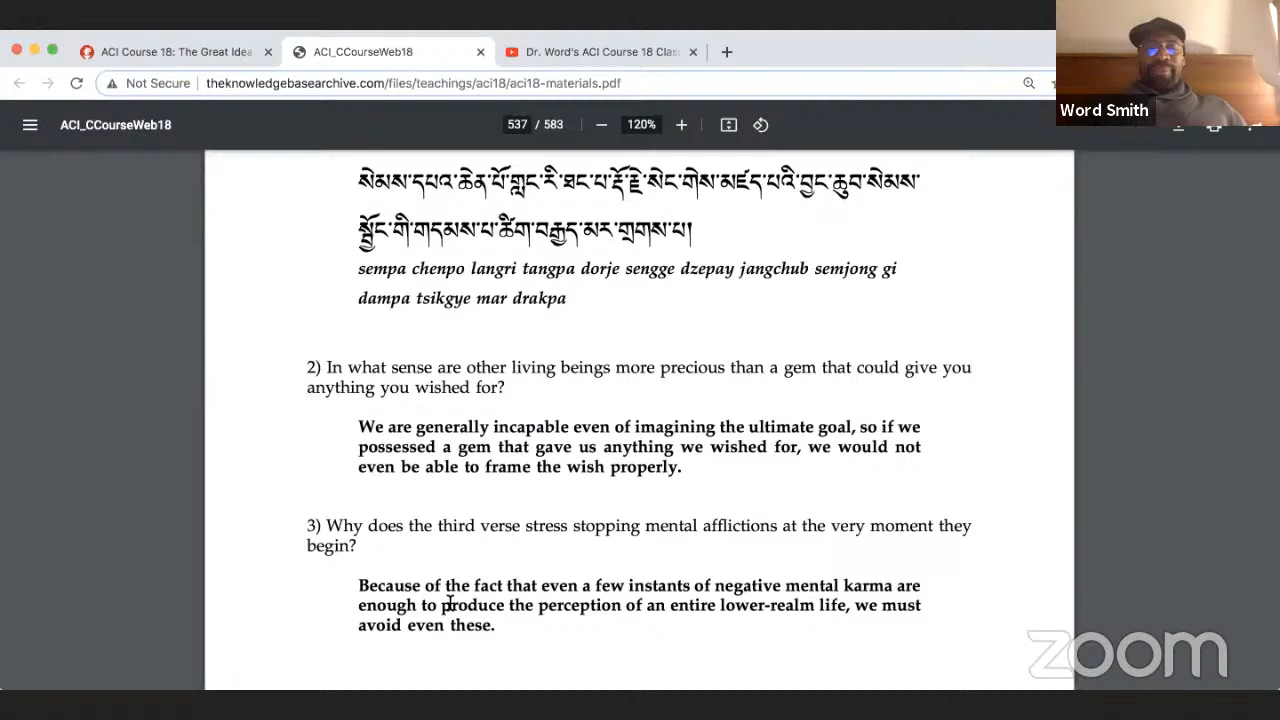 ACI Course 18: The Great Idea
ACI_CCourseWeb18
Dr. Word's ACI Course 18 Clas
Not Secure
theknowledgebasearchive.com/files/teachings/aci18/aci18-materials.pdf
Word Smith
ACI_CCourseWeb18
537 / 583
120%
སེམས་དཔའ་ཆེན་པོ་གླང་རི་ཐང་པ་རྡོ་རྗེ་སེང་གེས་མཛད་པའི་བྱང་ཆུབ་སེམས་
སྦྱོང་གི་གདམས་པ་ཚིག་བརྒྱད་མར་གྲགས་པ།
sempa chenpo langri tangpa dorje sengge dzepay jangchub semjong gi
dampa tsikgye mar drakpa
2) In what sense are other living beings more precious than a gem that could give you
anything you wished for?
We are generally incapable even of imagining the ultimate goal, so if we
possessed a gem that gave us anything we wished for, we would not
even be able to frame the wish properly.
3) Why does the third verse stress stopping mental afflictions at the very moment they
begin?
Because of the fact that even a few instants of negative mental karma are
enough to produce the perception of an entire lower-realm life, we must
avoid even these.
zoom